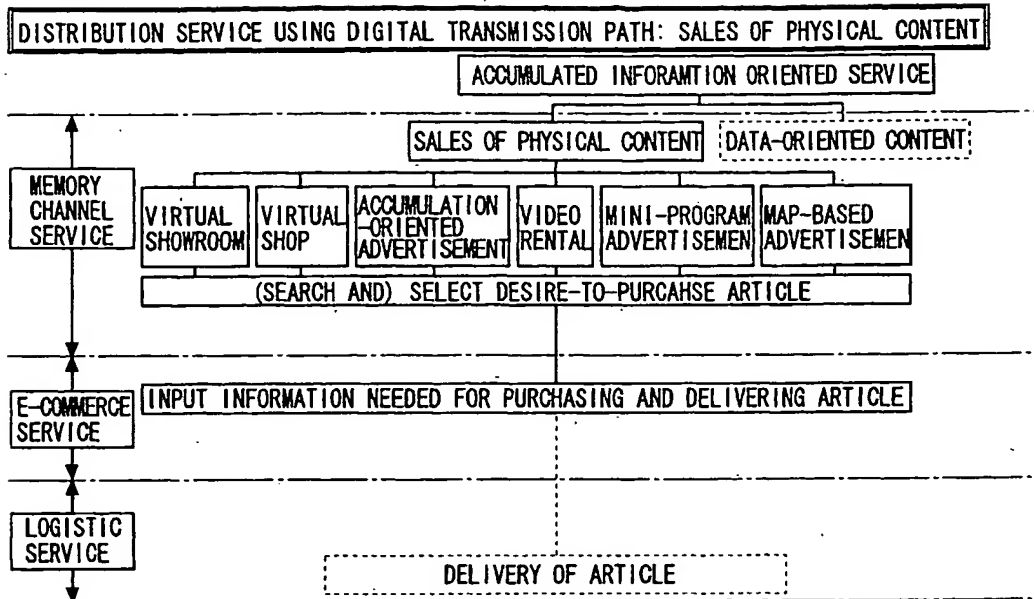 DISTRIBUTION SERVICE USING DIGITAL TRANSMISSION PATH: SALES OF PHYSICAL CONTENT
ACCUMULATED INFORAMTION ORIENTED SERVICE
SALES OF PHYSICAL CONTENT
DATA-ORIENTED CONTENT
MEMORY
CHANNEL
SERVICE
VIRTUAL
SHOWROOM
VIRTUAL
SHOP
ACCUMULATION
-ORIENTED
ADVERTISEMENT
VIDEO
RENTAL
MINI-PROGRAM
ADVERTISEMEN
MAP-BASED
ADVERTISEMEN
(SEARCH AND) SELECT DESIRE-TO-PURCAHSE ARTICLE
E-COMMERCE
SERVICE
INPUT INFORMATION NEEDED FOR PURCHASING AND DELIVERING ARTICLE
LOGISTIC
SERVICE
DELIVERY OF ARTICLE